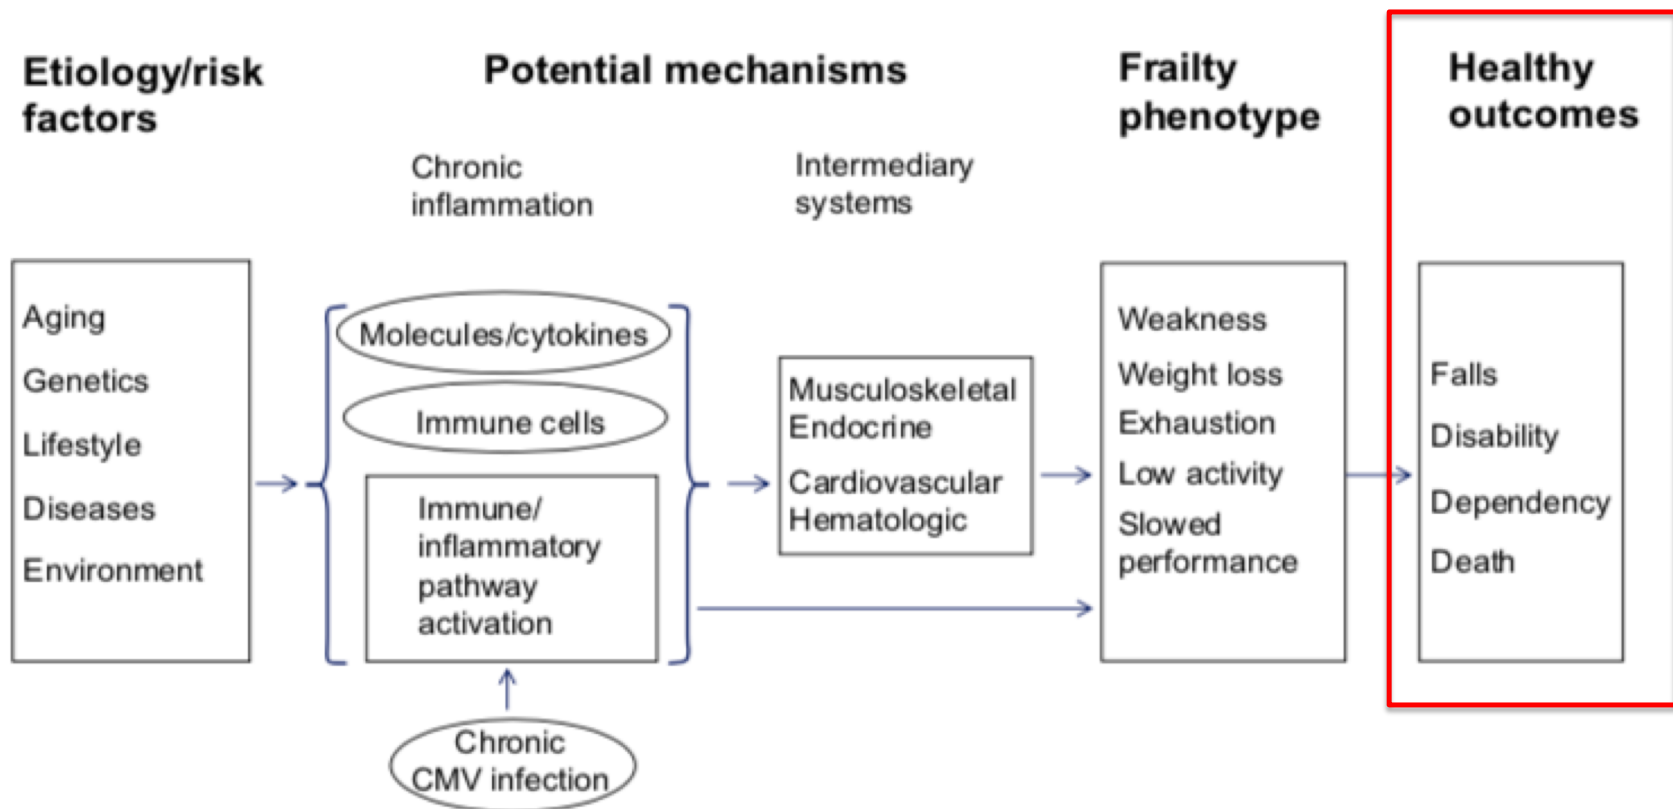 Etiology/risk
factors
Potential mechanisms
Frailty
phenotype
Healthy
outcomes
Chronic
inflammation
Intermediary
systems
Aging
Genetics
Lifestyle
Diseases
Environment
Molecules/cytokines
Immune cells
Immune/
inflammatory
pathway
activation
Chronic
CMV infection
Musculoskeletal
Endocrine
Cardiovascular
Hematologic
Weakness
Weight loss
Exhaustion
Low activity
Slowed
performance
Falls
Disability
Dependency
Death